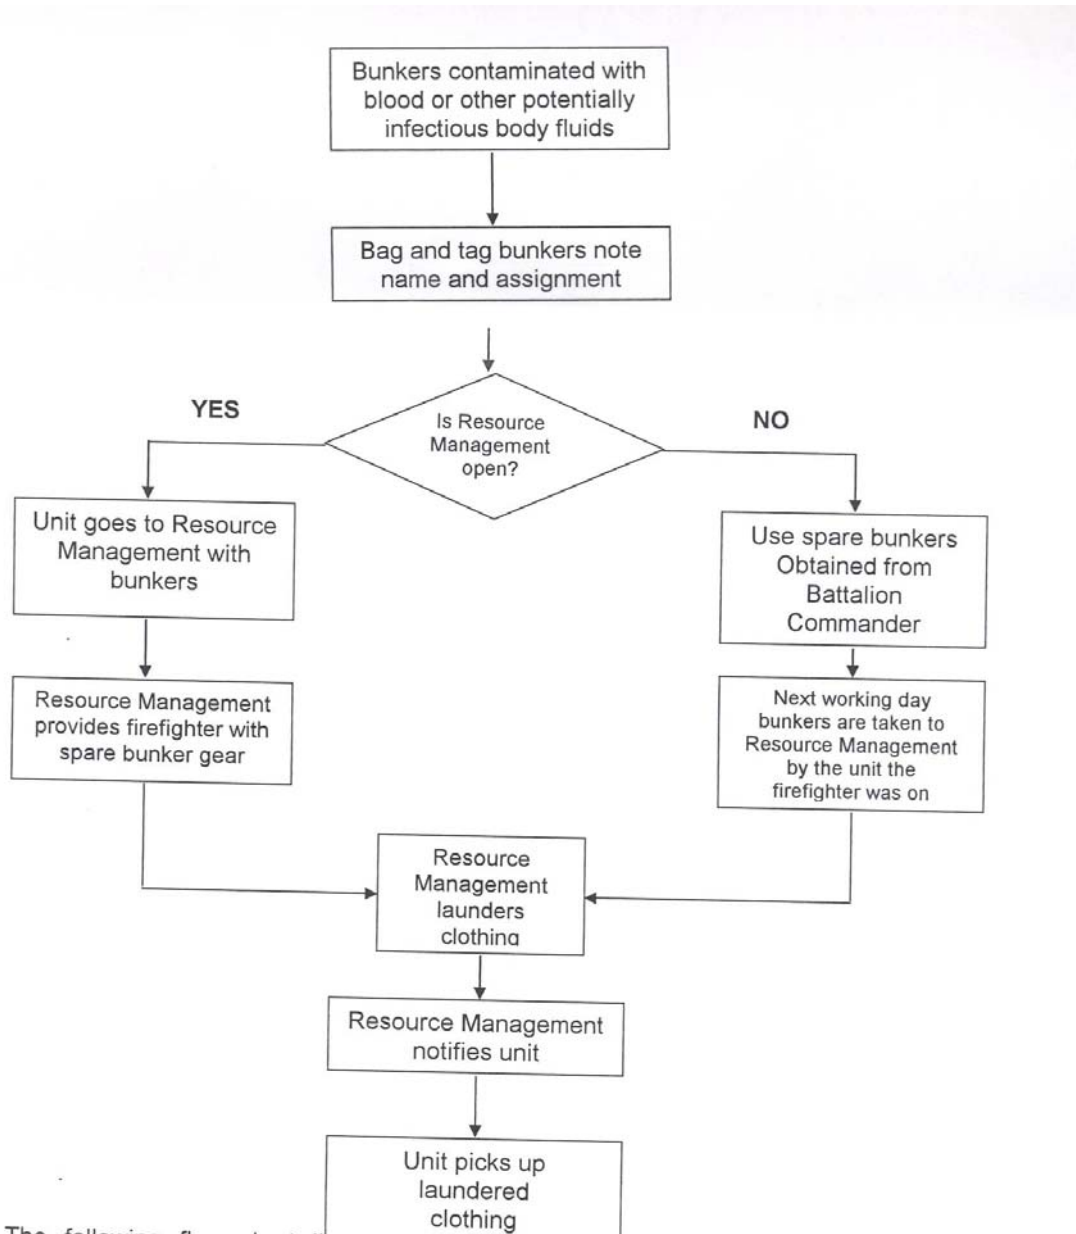 Bunkers contaminated with
blood or other potentially
infectious body fluids
Bag and tag bunkers note
name and assignment
YES
Is Resource
Management
open?
NO
Unit goes to Resource
Management with
bunkers
Use spare bunkers
Obtained from
Battalion
Commander
Resource Management
provides firefighter with
spare bunker gear
Next working day
bunkers are taken to
Resource Management
by the unit the
firefighter was on
Resource
Management
launders
clothing
Resource Management
notifies unit
Unit picks up
laundered
clothing
The following